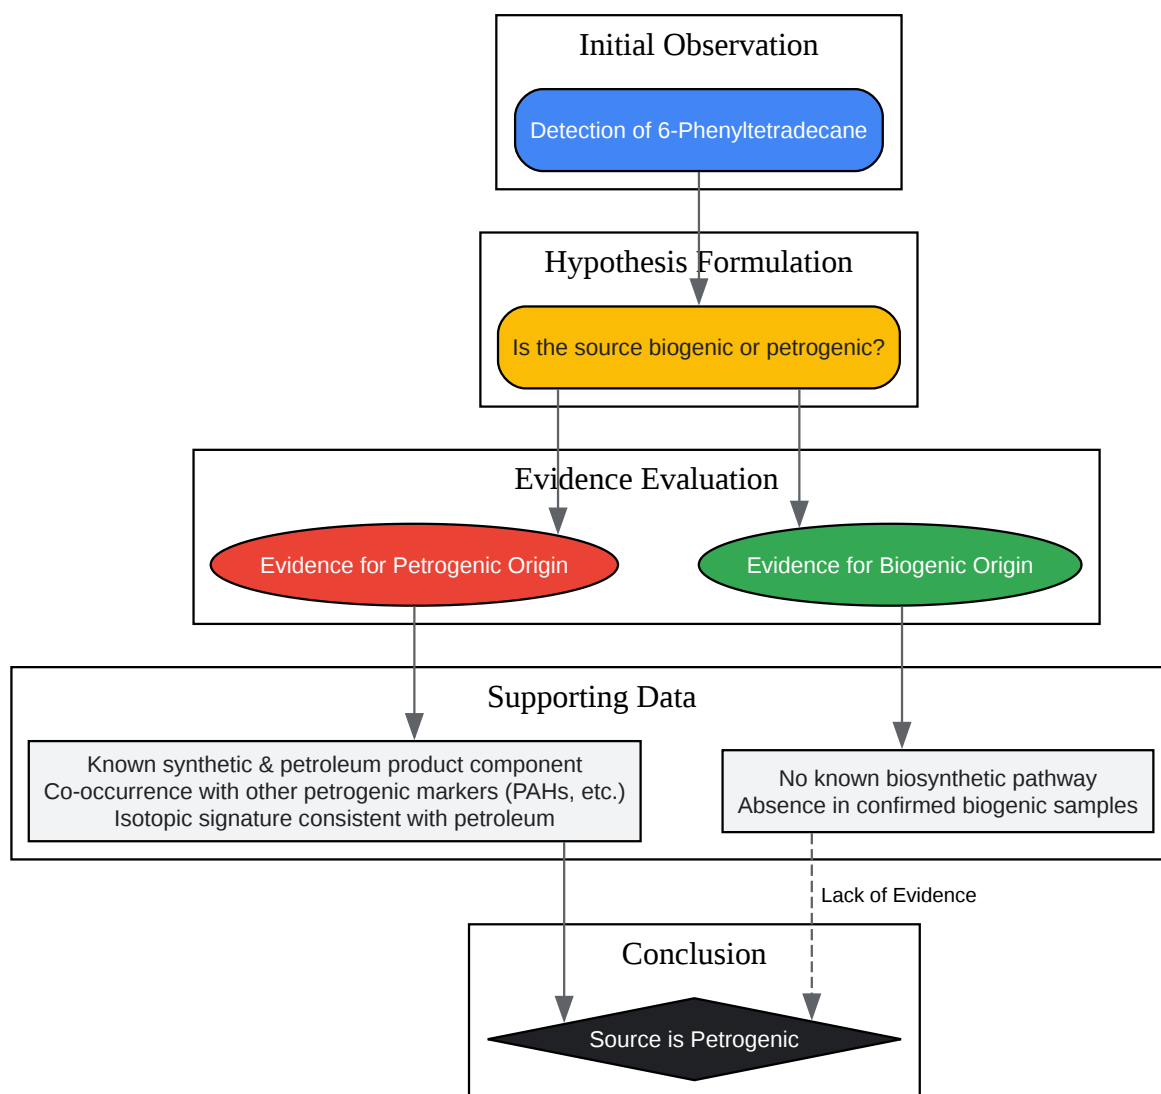 Initial Observation
Detection of 6-Phenyltetradecane
Hypothesis Formulation
Is the source biogenic or petrogenic?
Evidence Evaluation
Evidence for Petrogenic Origin
Evidence for Biogenic Origin
Supporting Data
Known synthetic & petroleum product component
Co-occurrence with other petrogenic markers (PAHs, etc.)
Isotopic signature consistent with petroleum
No known biosynthetic pathway
Absence in confirmed biogenic samples
Lack of Evidence
Conclusion
Source is Petrogenic